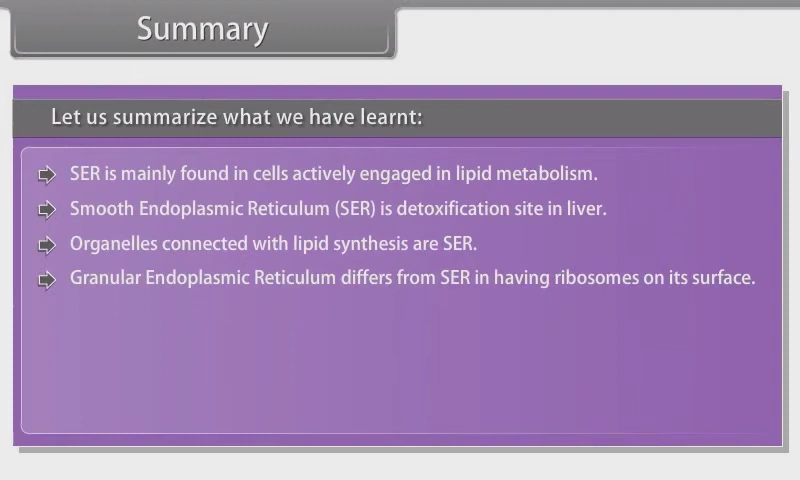 Summary
Let us summarize what we have learnt:
SER is mainly found in cells actively engaged in lipid metabolism.
Smooth Endoplasmic Reticulum (SER) is detoxification site in liver.
Organelles connected with lipid synthesis are SER.
Granular Endoplasmic Reticulum differs from SER in having ribosomes on its surface.